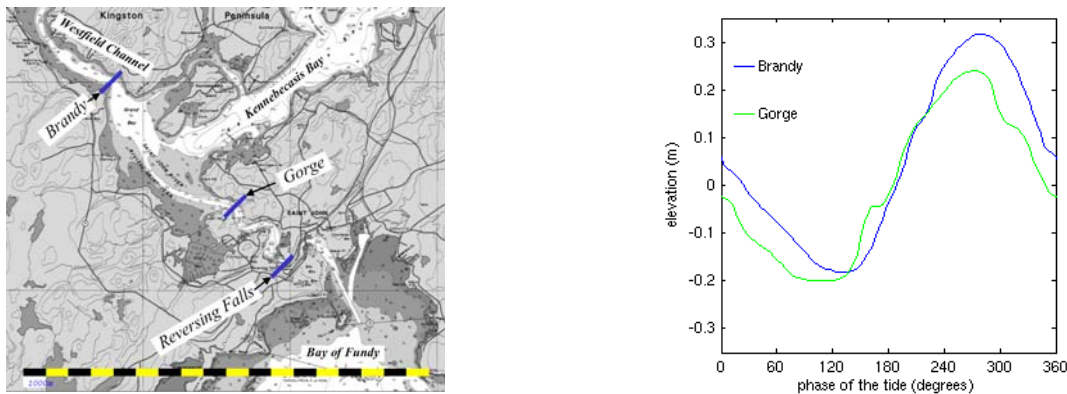 Kingston
Peninsula
Westfield Channel
Kennebecasis Bay
Brandy
Grand
Bay
Gorge
SAINT JOHN
Reversing Falls
Bay of Fundy
2000m
Brandy
Gorge
elevation (m)
0.3
0.2
0.1
0
-0.1
-0.2
-0.3
0
60
120
180
240
300
360
phase of the tide (degrees)